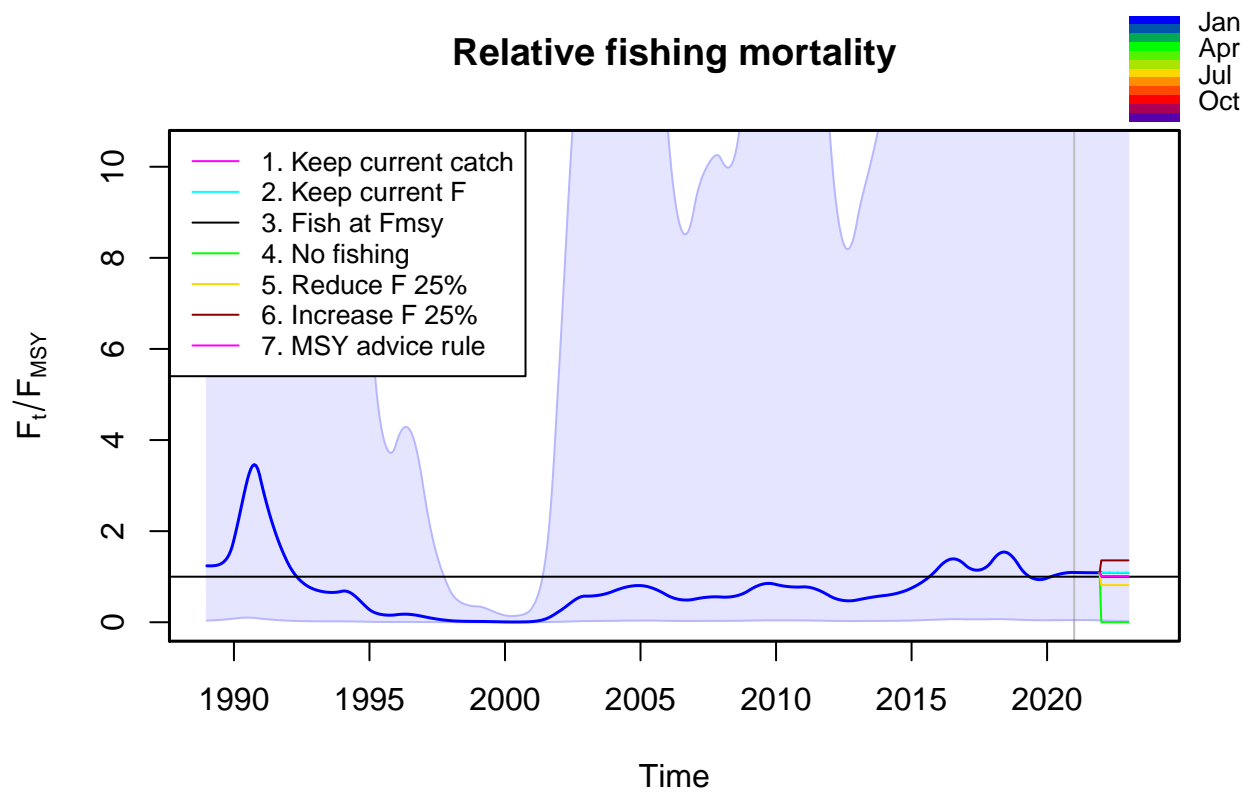 Relative fishing mortality
Jan
Apr
Jul
Oct
1. Keep current catch
2. Keep current F
3. Fish at Fmsy
4. No fishing
5. Reduce F 25%
6. Increase F 25%
7. MSY advice rule
10
8
6
4
2
0
Ft/FMSY
1990 1995 2000 2005 2010 2015 2020
Time